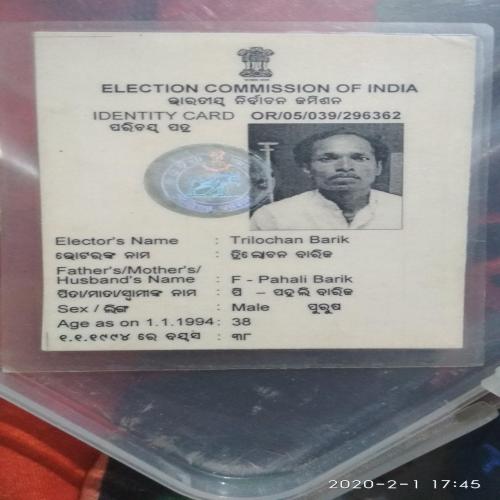 ELECTION COMMISSION OF INDIA
ଭାରତୀୟ ନିର୍ବାଚନ କମିଶନ
IDENTITY CARD OR/05/039/296362
ପରିଚୟ ପତ୍ର
Elector's Name : Trilochan Barik
ଭୋଟରଙ୍କ ନାମ : ତ୍ରିଲୋଚନ ବାରିକ
Father's/Mother's/
Husband's Name : F - Pahali Barik
ପିତା/ମାତା/ସ୍ୱାମୀଙ୍କ ନାମ : ପି – ପହଲି ବାରିକ
Sex / ଲିଙ୍ଗ : Male ପୁରୁଷ
Age as on 1.1.1994 : 38
୧.୧.୧୯୯୪ ରେ ବୟସ : ୩୮
2020-2-1 17:45